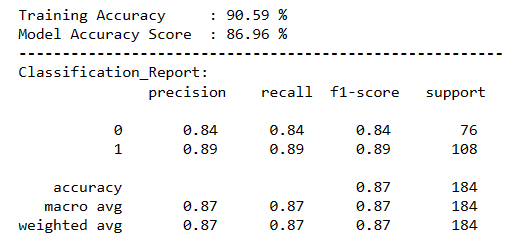 Training Accuracy : 90.59 %
Model Accuracy Score : 86.96 %
------------------------------------------------------
Classification_Report:
precision recall f1-score support
0 0.84 0.84 0.84 76
1 0.89 0.89 0.89 108
accuracy 0.87 184
macro avg 0.87 0.87 0.87 184
weighted avg 0.87 0.87 0.87 184